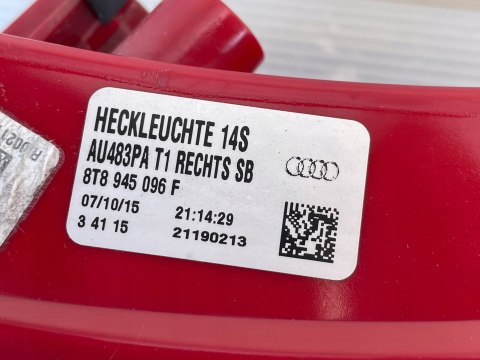 HECKLEUCHTE 14S
AU483PA T1 RECHTS SB
8T8 945 096 F
07/10/15 21:14:29
3 41 15 21190213